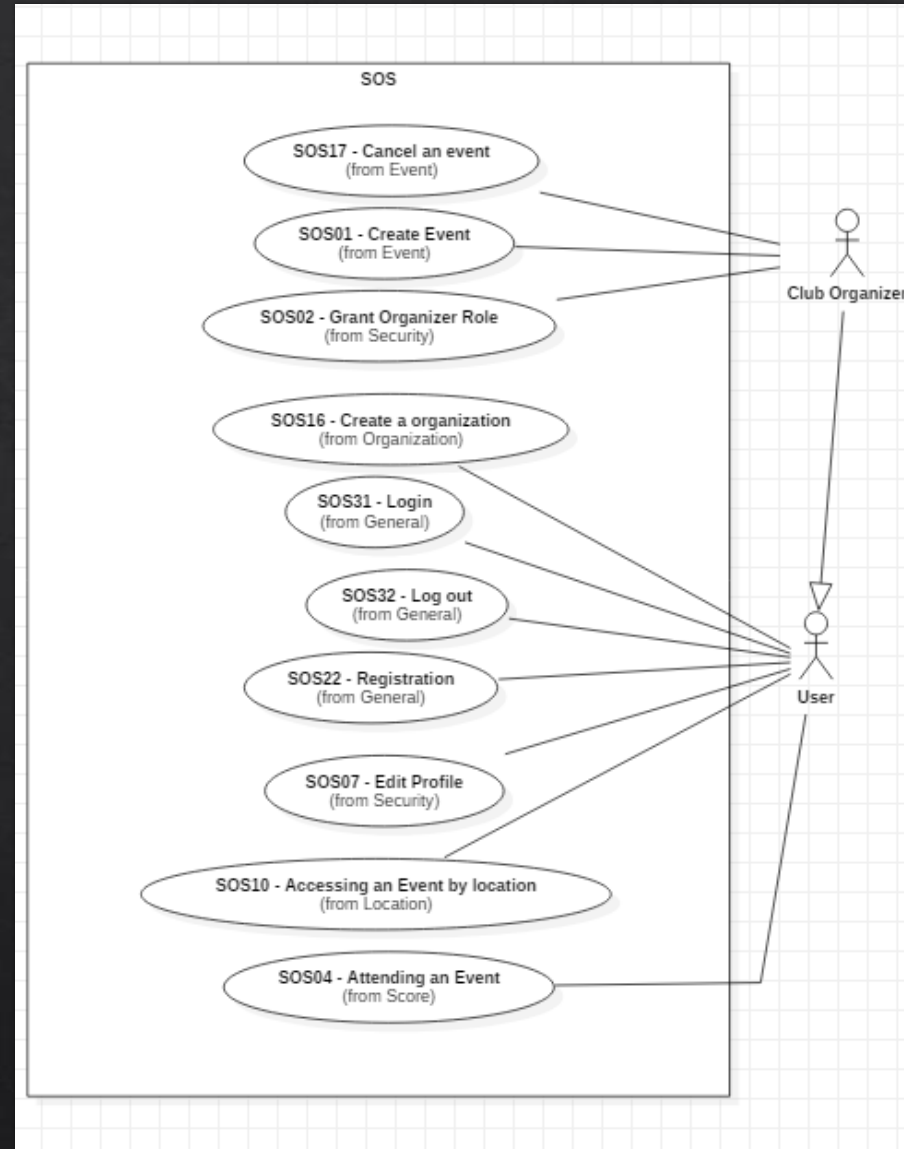 SOS
SOS17 - Cancel an event
(from Event)
SOS01 - Create Event
(from Event)
Club Organizer
SOS02 - Grant Organizer Role
(from Security)
SOS16 - Create a organization
(from Organization)
SOS31 - Login
(from General)
SOS32 - Log out
(from General)
SOS22 - Registration
(from General)
User
SOS07 - Edit Profile
(from Security)
SOS10 - Accessing an Event by location
(from Location)
SOS04 - Attending an Event
(from Score)